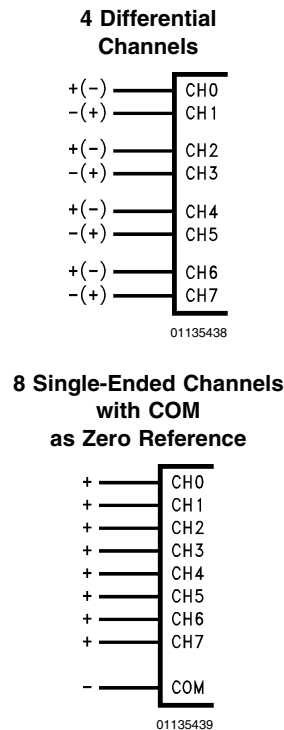 4 Differential
Channels
+(−) CH0
−(+) CH1
+(−) CH2
−(+) CH3
+(−) CH4
−(+) CH5
+(−) CH6
−(+) CH7
01135438
8 Single-Ended Channels
with COM
as Zero Reference
+ CH0
+ CH1
+ CH2
+ CH3
+ CH4
+ CH5
+ CH6
+ CH7
− COM
01135439